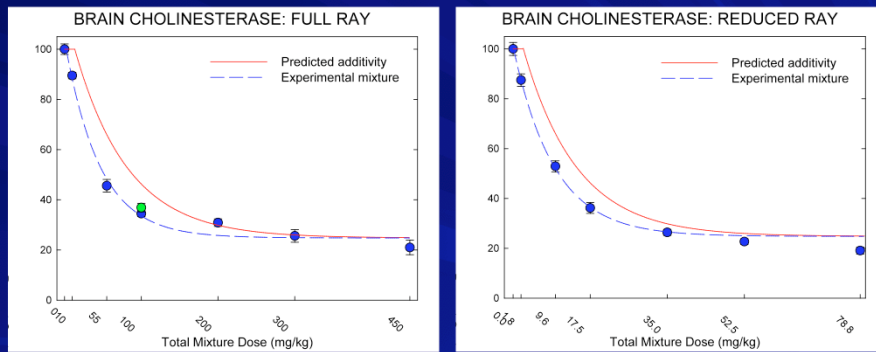 BRAIN CHOLINESTERASE: FULL RAY
100
80
60
40
20
0
Predicted additivity
Experimental mixture
010
55
100
200
300
450
Total Mixture Dose (mg/kg)
BRAIN CHOLINESTERASE: REDUCED RAY
100
80
60
40
20
0
Predicted additivity
Experimental mixture
9.6
17.5
35.0
52.5
78.8
Total Mixture Dose (mg/kg)